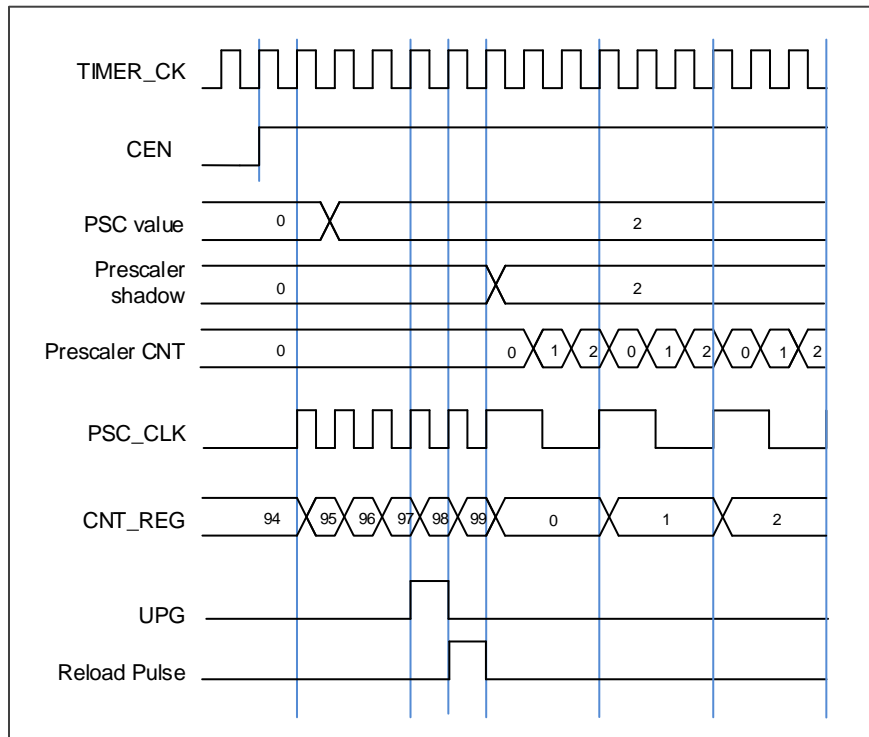 TIMER_CK
CEN
PSC value 0 2
Prescaler
shadow 0 2
Prescaler CNT 0 0 1 2 0 1 2 0 1 2
PSC_CLK
CNT_REG 94 95 96 97 98 99 0 1 2
UPG
Reload Pulse